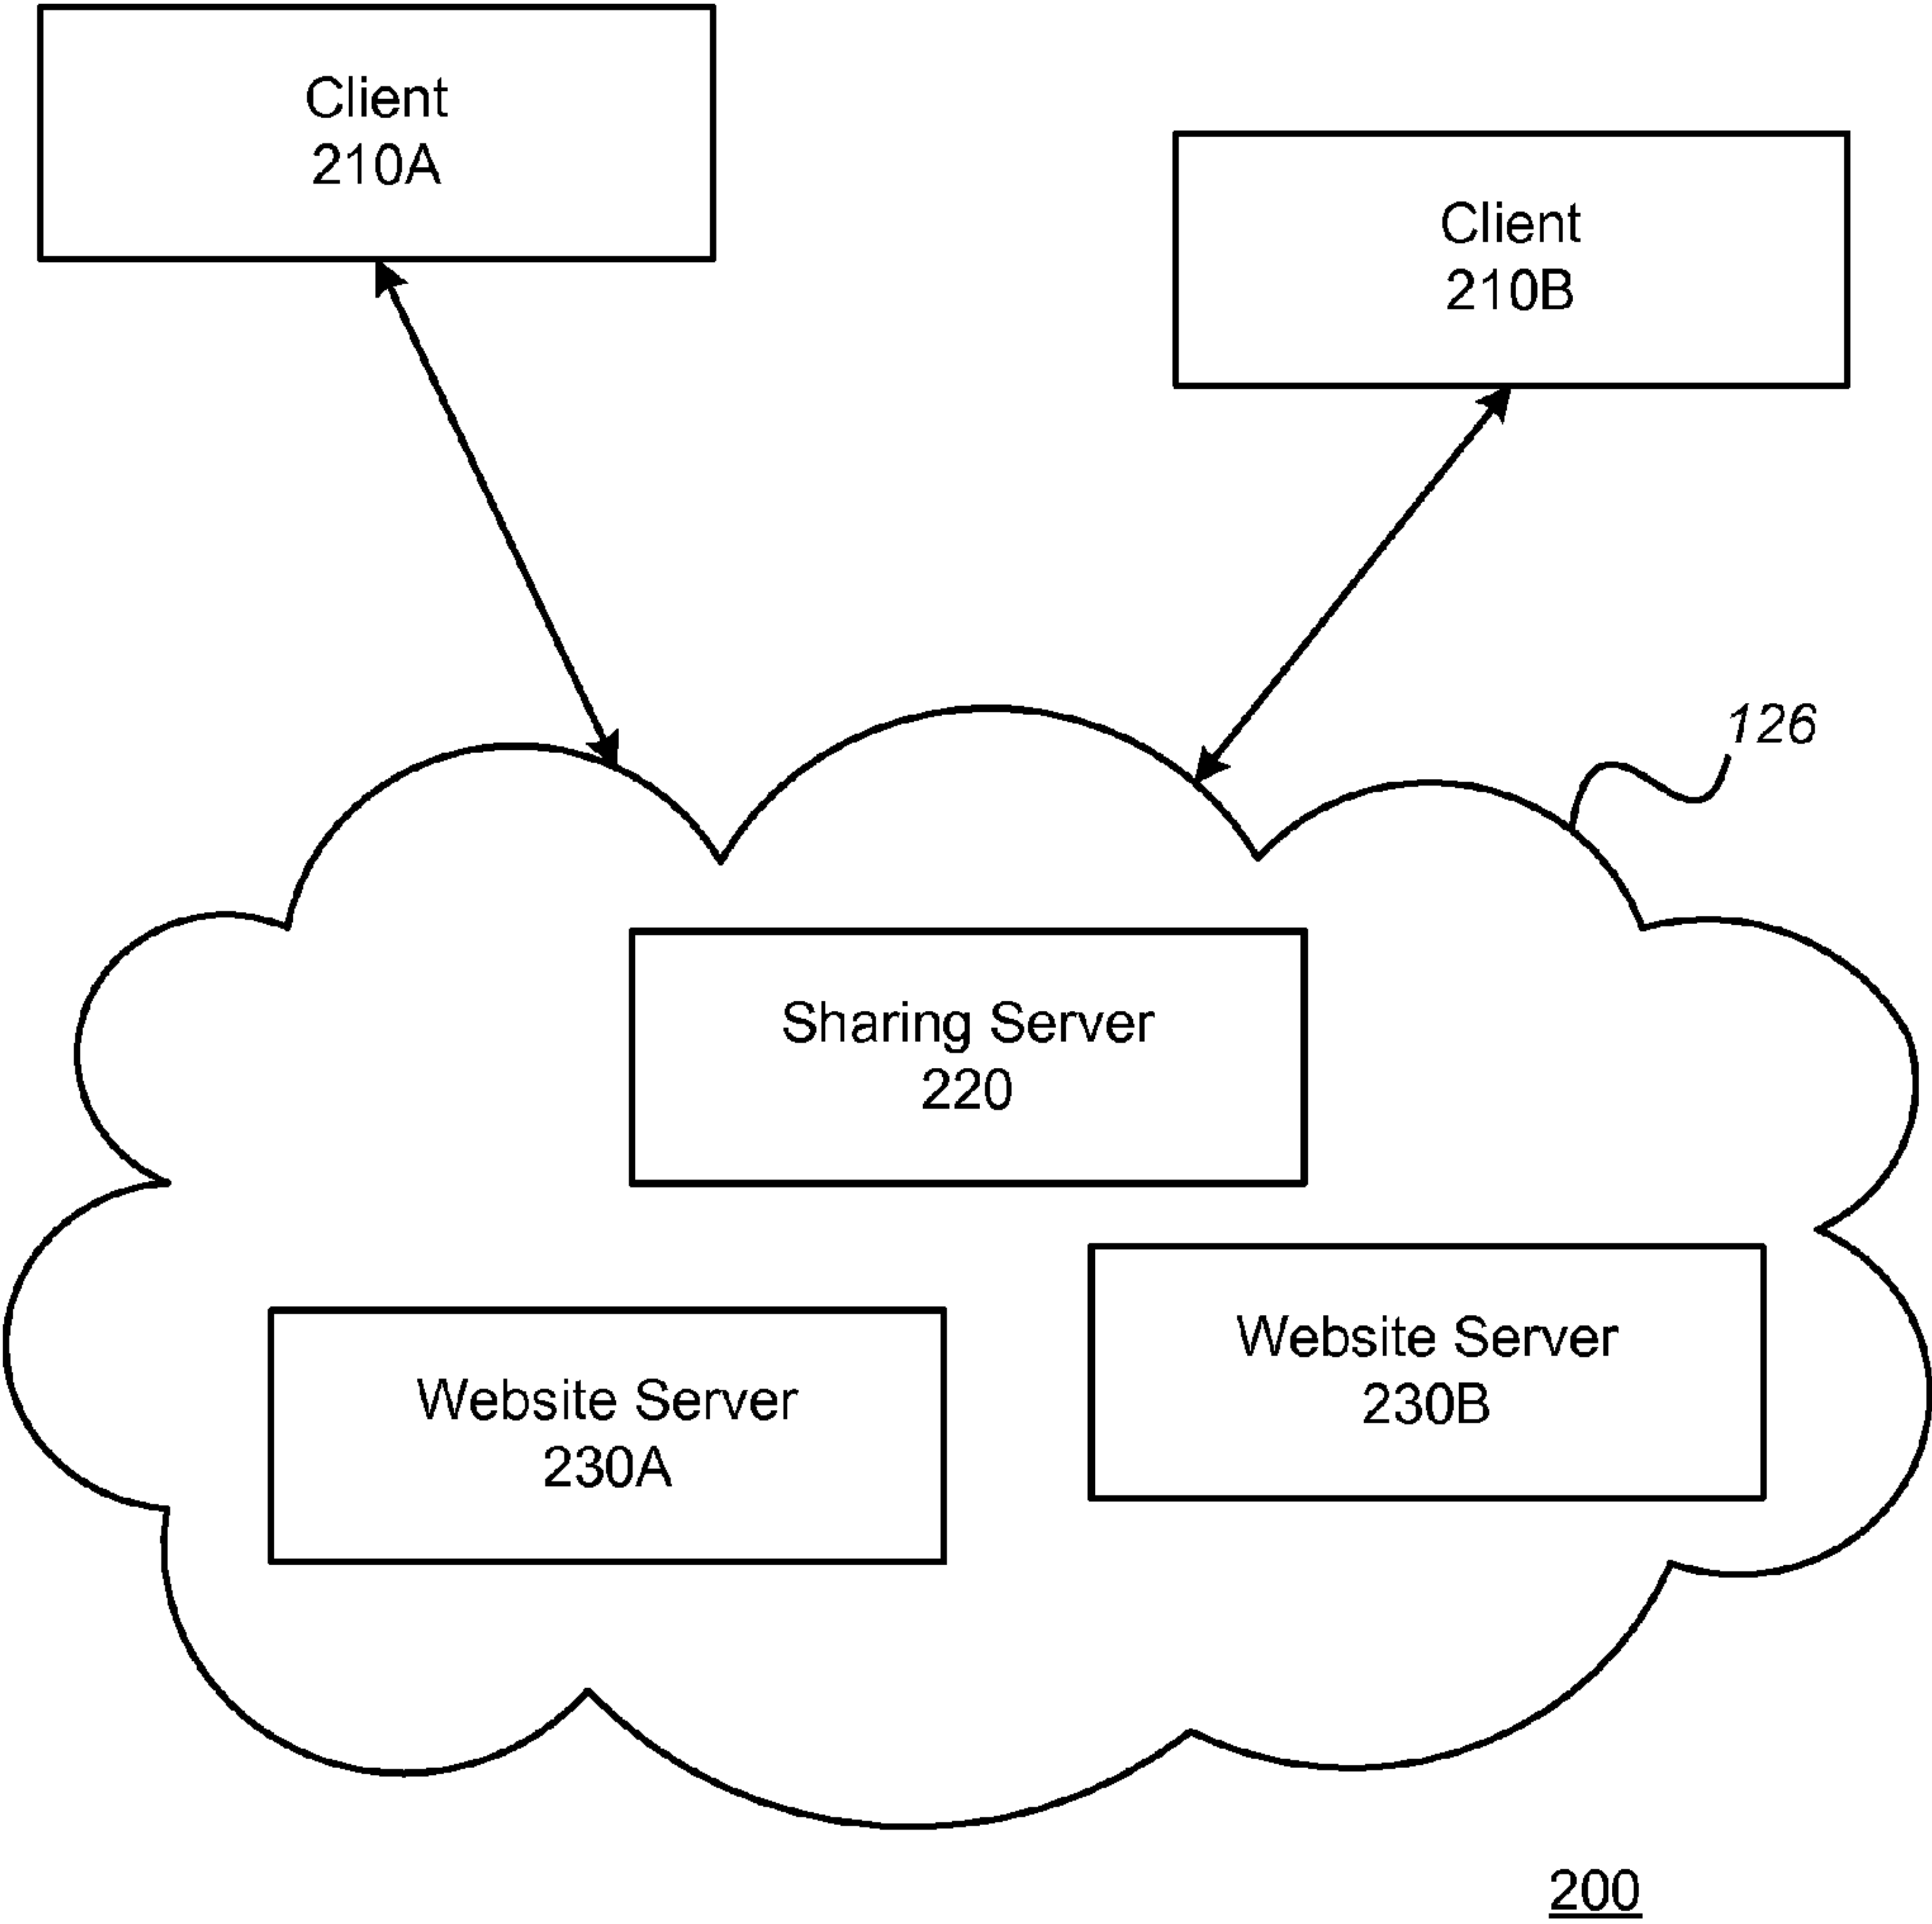 Client
210A
Client
210B
126
Sharing Server
220
Website Server
230B
Website Server
230A
200